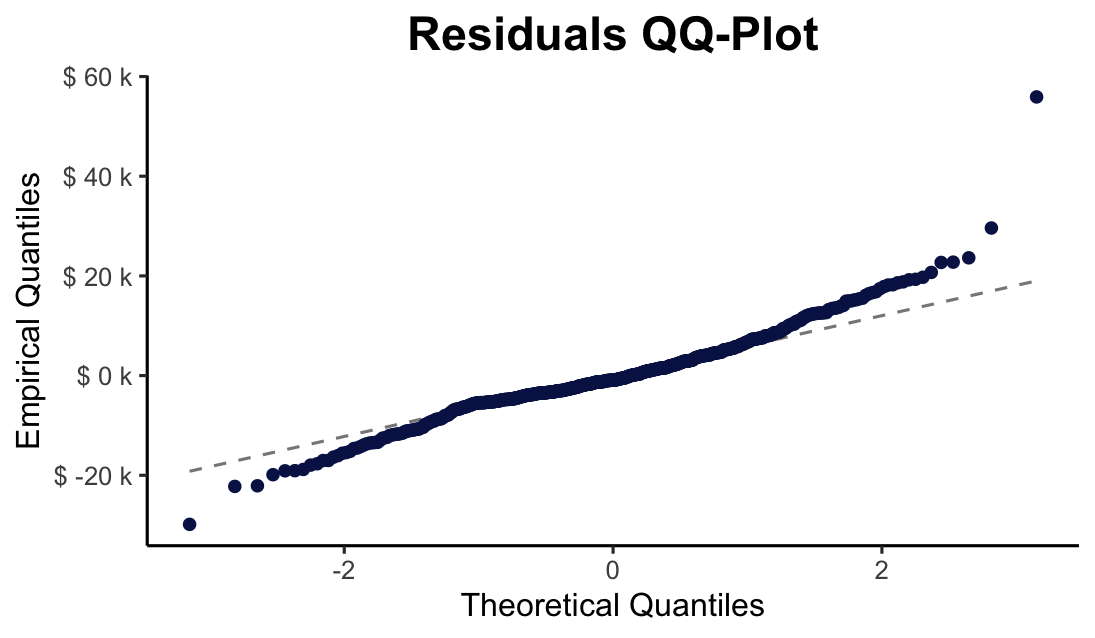 Residuals QQ-Plot
$ 60 k
$ 40 k
$ 20 k
$ 0 k
$ -20 k
Empirical Quantiles
-2
0
2
Theoretical Quantiles